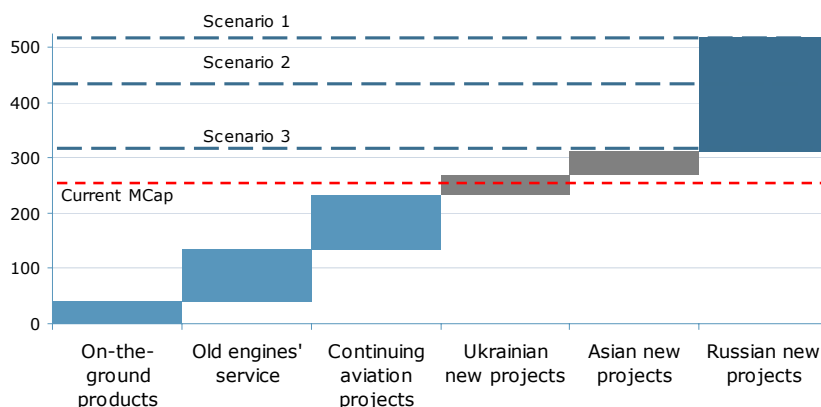 Scenario 1
500
Scenario 2
400
Scenario 3
300
Current MCap
200
100
0
On-the-
ground
products
Old engines'
service
Continuing
aviation
projects
Ukrainian
new projects
Asian new
projects
Russian new
projects